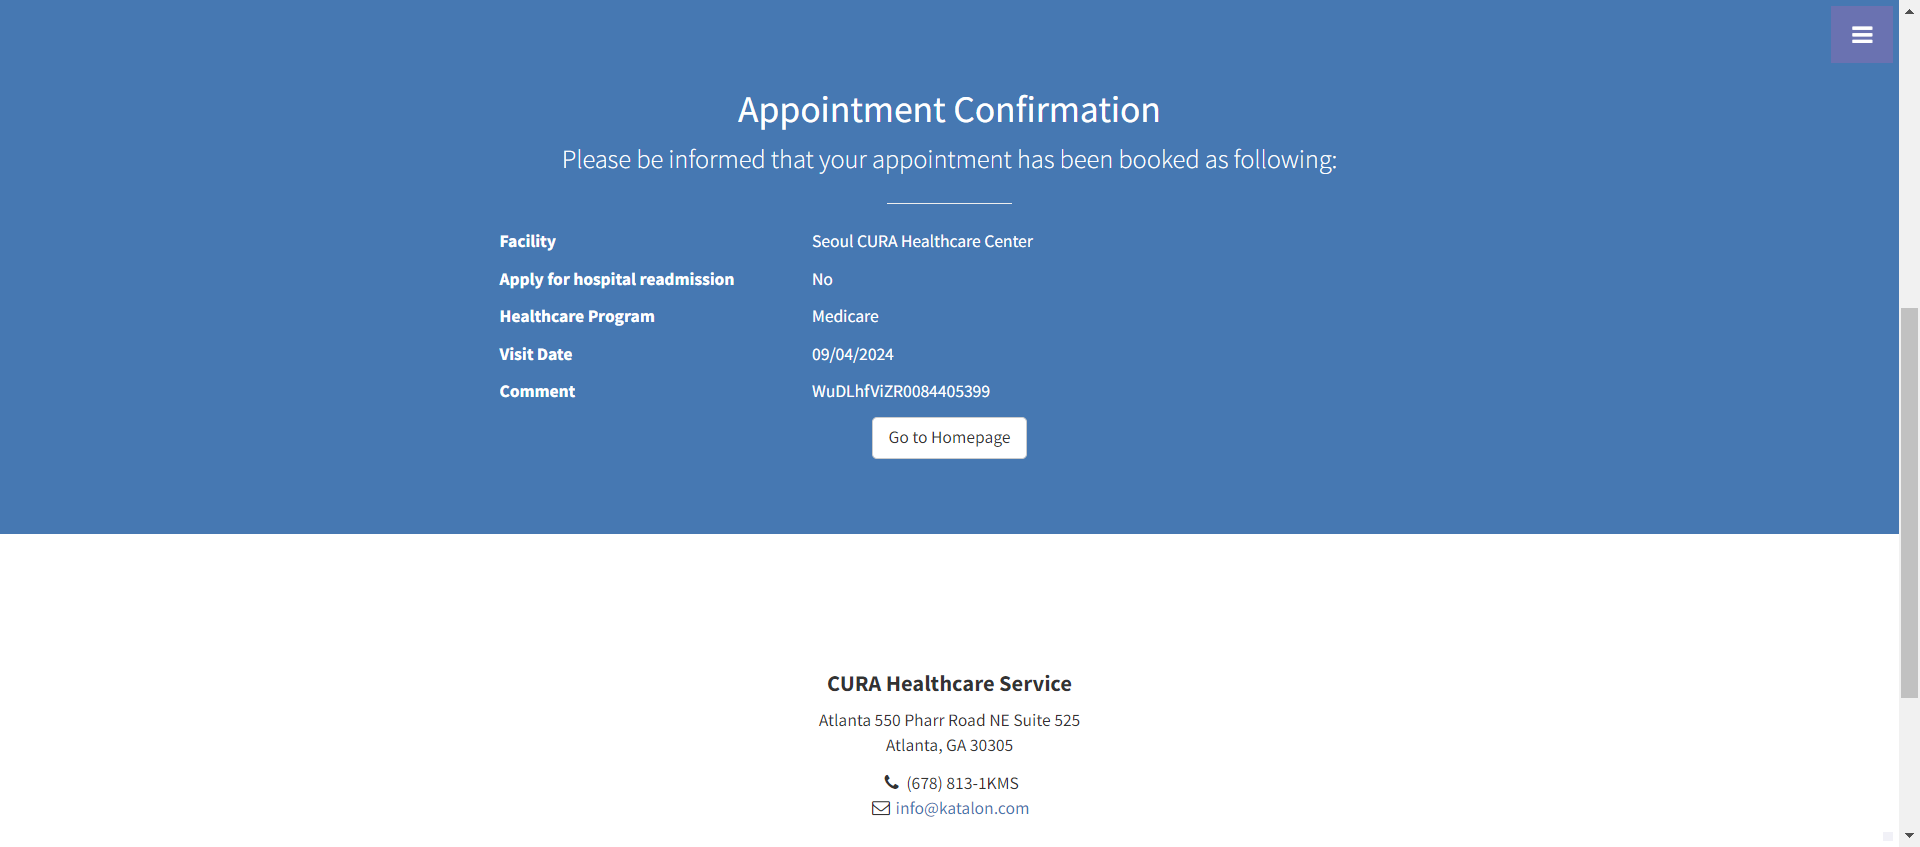 Appointment Confirmation
Please be informed that your appointment has been booked as following:
Facility Seoul CURA Healthcare Center
Apply for hospital readmission No
Healthcare Program Medicare
Visit Date 09/04/2024
Comment WuDLhfViZR0084405399
Go to Homepage
CURA Healthcare Service
Atlanta 550 Pharr Road NE Suite 525
Atlanta, GA 30305
(678) 813-1KMS
info@katalon.com